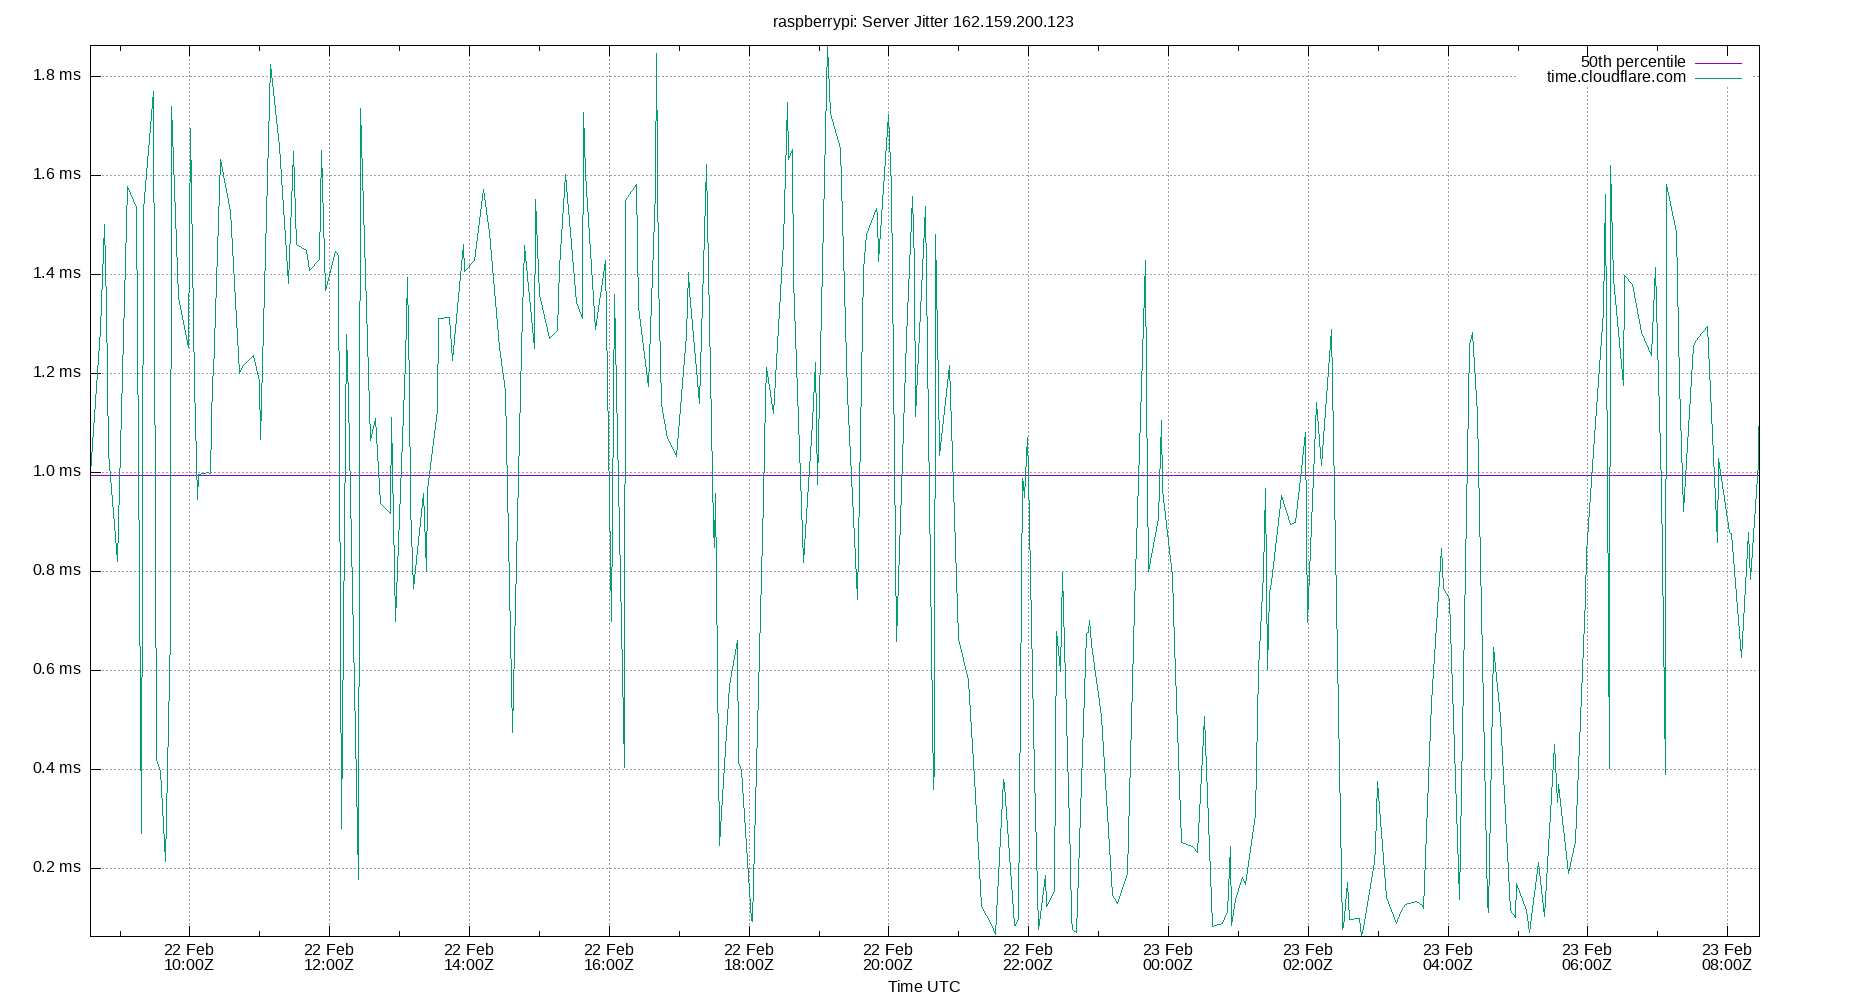 raspberrypi: Server Jitter 162.159.200.123
50th percentile
time.cloudflare.com
1.8 ms
1.6 ms
1.4 ms
1.2 ms
1.0 ms
0.8 ms
0.6 ms
0.4 ms
0.2 ms
22 Feb
10:00Z
22 Feb
12:00Z
22 Feb
14:00Z
22 Feb
16:00Z
22 Feb
18:00Z
22 Feb
20:00Z
22 Feb
22:00Z
23 Feb
00:00Z
23 Feb
02:00Z
23 Feb
04:00Z
23 Feb
06:00Z
23 Feb
08:00Z
Time UTC